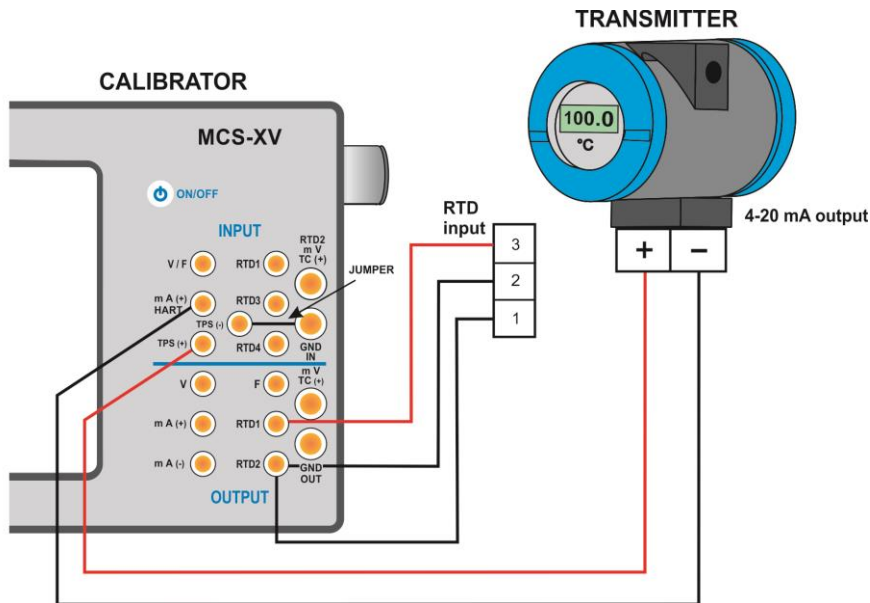 TRANSMITTER
CALIBRATOR
MCS-XV
100.0
°C
ON/OFF
INPUT
RTD
input
4-20 mA output
+
–
3
2
1
V / F
RTD1
RTD2
m V
TC (+)
JUMPER
m A (+)
HART
RTD3
TPS (-)
TPS (+)
RTD4
GND
IN
V
F
m V
TC (+)
m A (+)
RTD1
m A (-)
RTD2
GND
OUT
OUTPUT